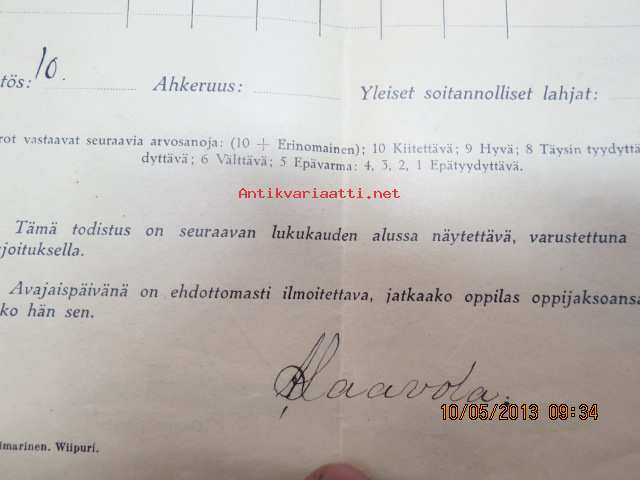 tös: 10. Ahkeruus: Yleiset soitannolliset lahjat:
rot vastaavat seuraavia arvosanoja: (10 + Erinomainen); 10 Kiitettävä; 9 Hyvä; 8 Täysin tyydyttä
dyttävä; 6 Välttävä; 5 Epävarma: 4, 3, 2, 1 Epätyydyttävä.
Antikvariaatti.net
Tämä todistus on seuraavan lukukauden alussa näytettävä, varustettuna
rjoituksella.
Avajaispäivänä on ehdottomasti ilmoitettava, jatkaako oppilas oppijaksoansa
ko hän sen.
Haavola.
10/05/2013 09:34
imarinen. Wiipuri.